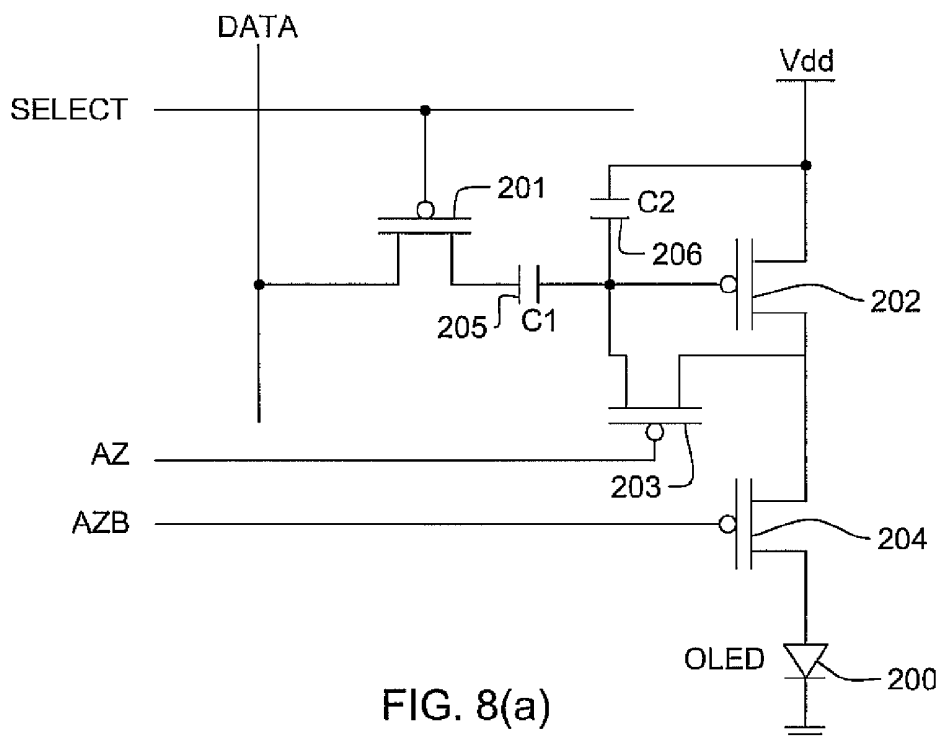 DATA
Vdd
SELECT
201
C2
206
202
205
C1
AZ
203
AZB
204
OLED
200
FIG. 8(a)